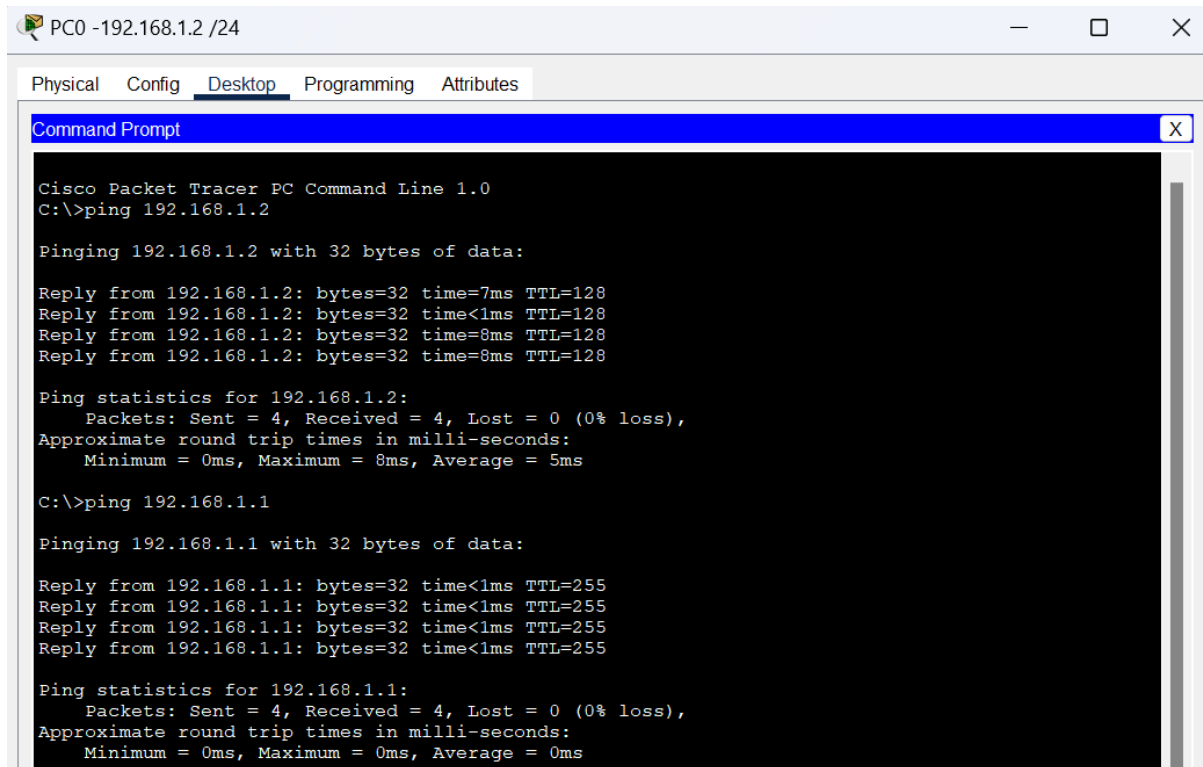 PC0 -192.168.1.2 /24
Physical Config Desktop Programming Attributes
Command Prompt
X
Cisco Packet Tracer PC Command Line 1.0
C:\>ping 192.168.1.2
Pinging 192.168.1.2 with 32 bytes of data:
Reply from 192.168.1.2: bytes=32 time=7ms TTL=128
Reply from 192.168.1.2: bytes=32 time<1ms TTL=128
Reply from 192.168.1.2: bytes=32 time=8ms TTL=128
Reply from 192.168.1.2: bytes=32 time=8ms TTL=128
Ping statistics for 192.168.1.2:
    Packets: Sent = 4, Received = 4, Lost = 0 (0% loss),
Approximate round trip times in milli-seconds:
    Minimum = 0ms, Maximum = 8ms, Average = 5ms
C:\>ping 192.168.1.1
Pinging 192.168.1.1 with 32 bytes of data:
Reply from 192.168.1.1: bytes=32 time<1ms TTL=255
Reply from 192.168.1.1: bytes=32 time<1ms TTL=255
Reply from 192.168.1.1: bytes=32 time<1ms TTL=255
Reply from 192.168.1.1: bytes=32 time<1ms TTL=255
Ping statistics for 192.168.1.1:
    Packets: Sent = 4, Received = 4, Lost = 0 (0% loss),
Approximate round trip times in milli-seconds:
    Minimum = 0ms, Maximum = 0ms, Average = 0ms